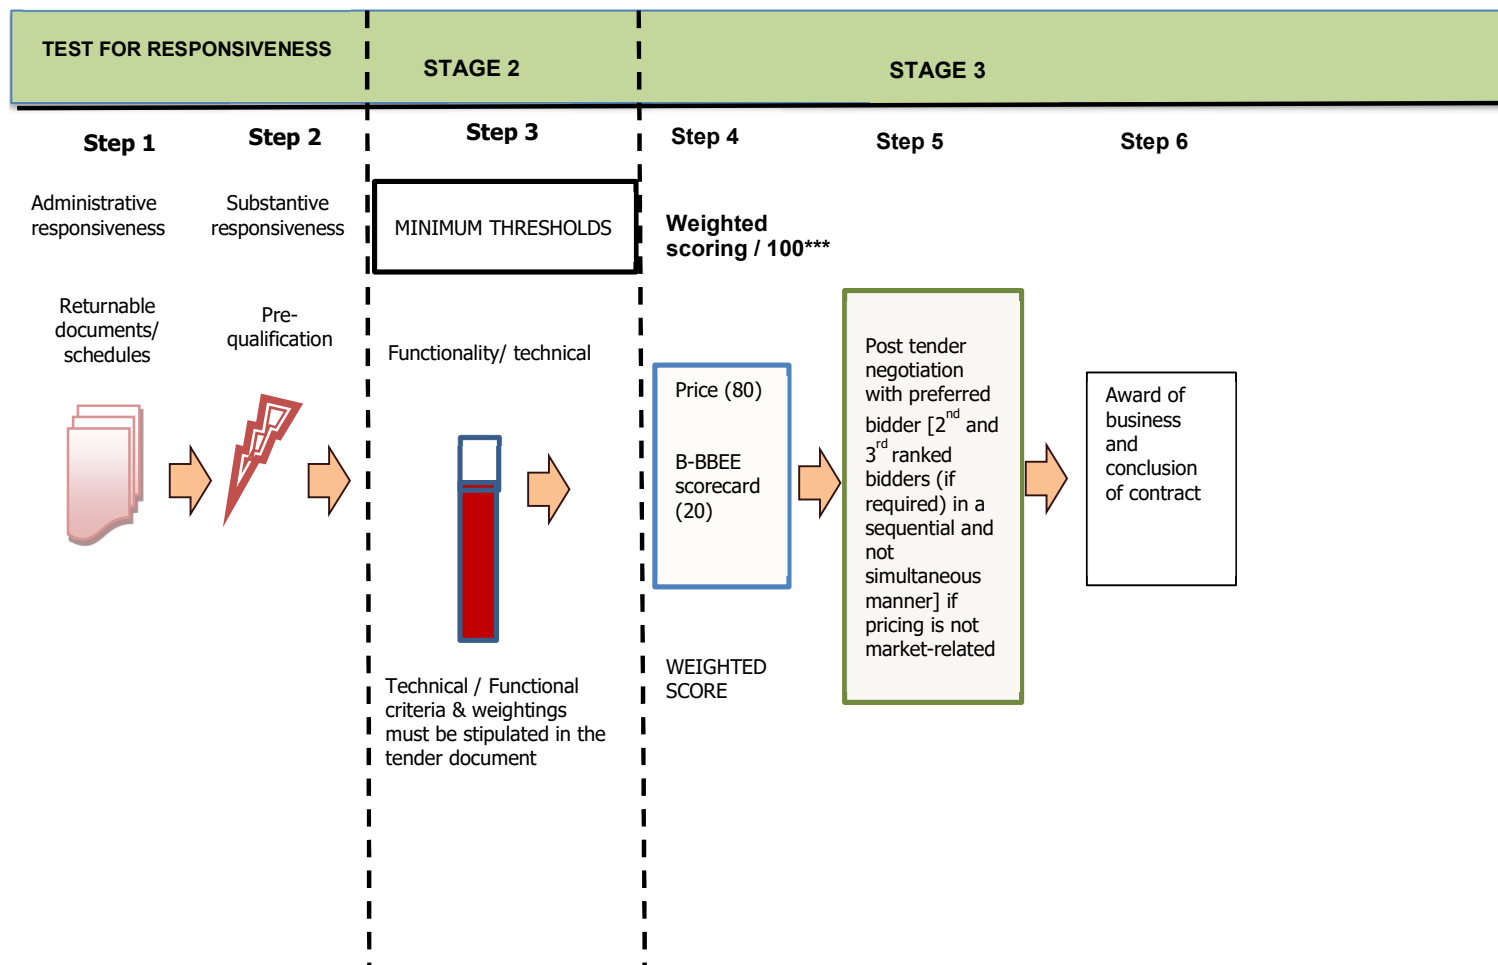 TEST FOR RESPONSIVENESS
STAGE 2
STAGE 3
Step 1
Step 2
Step 3
Step 4
Step 5
Step 6
Administrative
responsiveness
Substantive
responsiveness
MINIMUM THRESHOLDS
Weighted
scoring / 100***
Returnable
documents/
schedules
Pre-
qualification
Functionality/ technical
Technical / Functional
criteria & weightings
must be stipulated in the
tender document
Price (80)
B-BBEE
scorecard
(20)
WEIGHTED
SCORE
Post tender
negotiation
with preferred
bidder [2nd and
3rd ranked
bidders (if
required) in a
sequential and
not
simultaneous
manner] if
pricing is not
market-related
Award of
business
and
conclusion
of contract